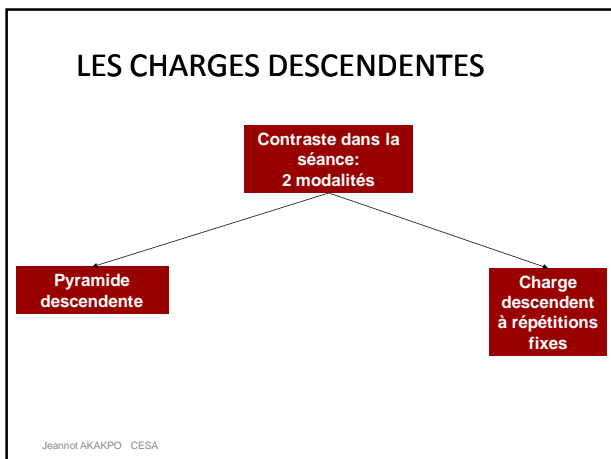 LES CHARGES DESCENDENTES
Contraste dans la
séance:
2 modalités
Pyramide
descendente
Charge
descendent
à répétitions
fixes
Jeannot AKAKPO CESA